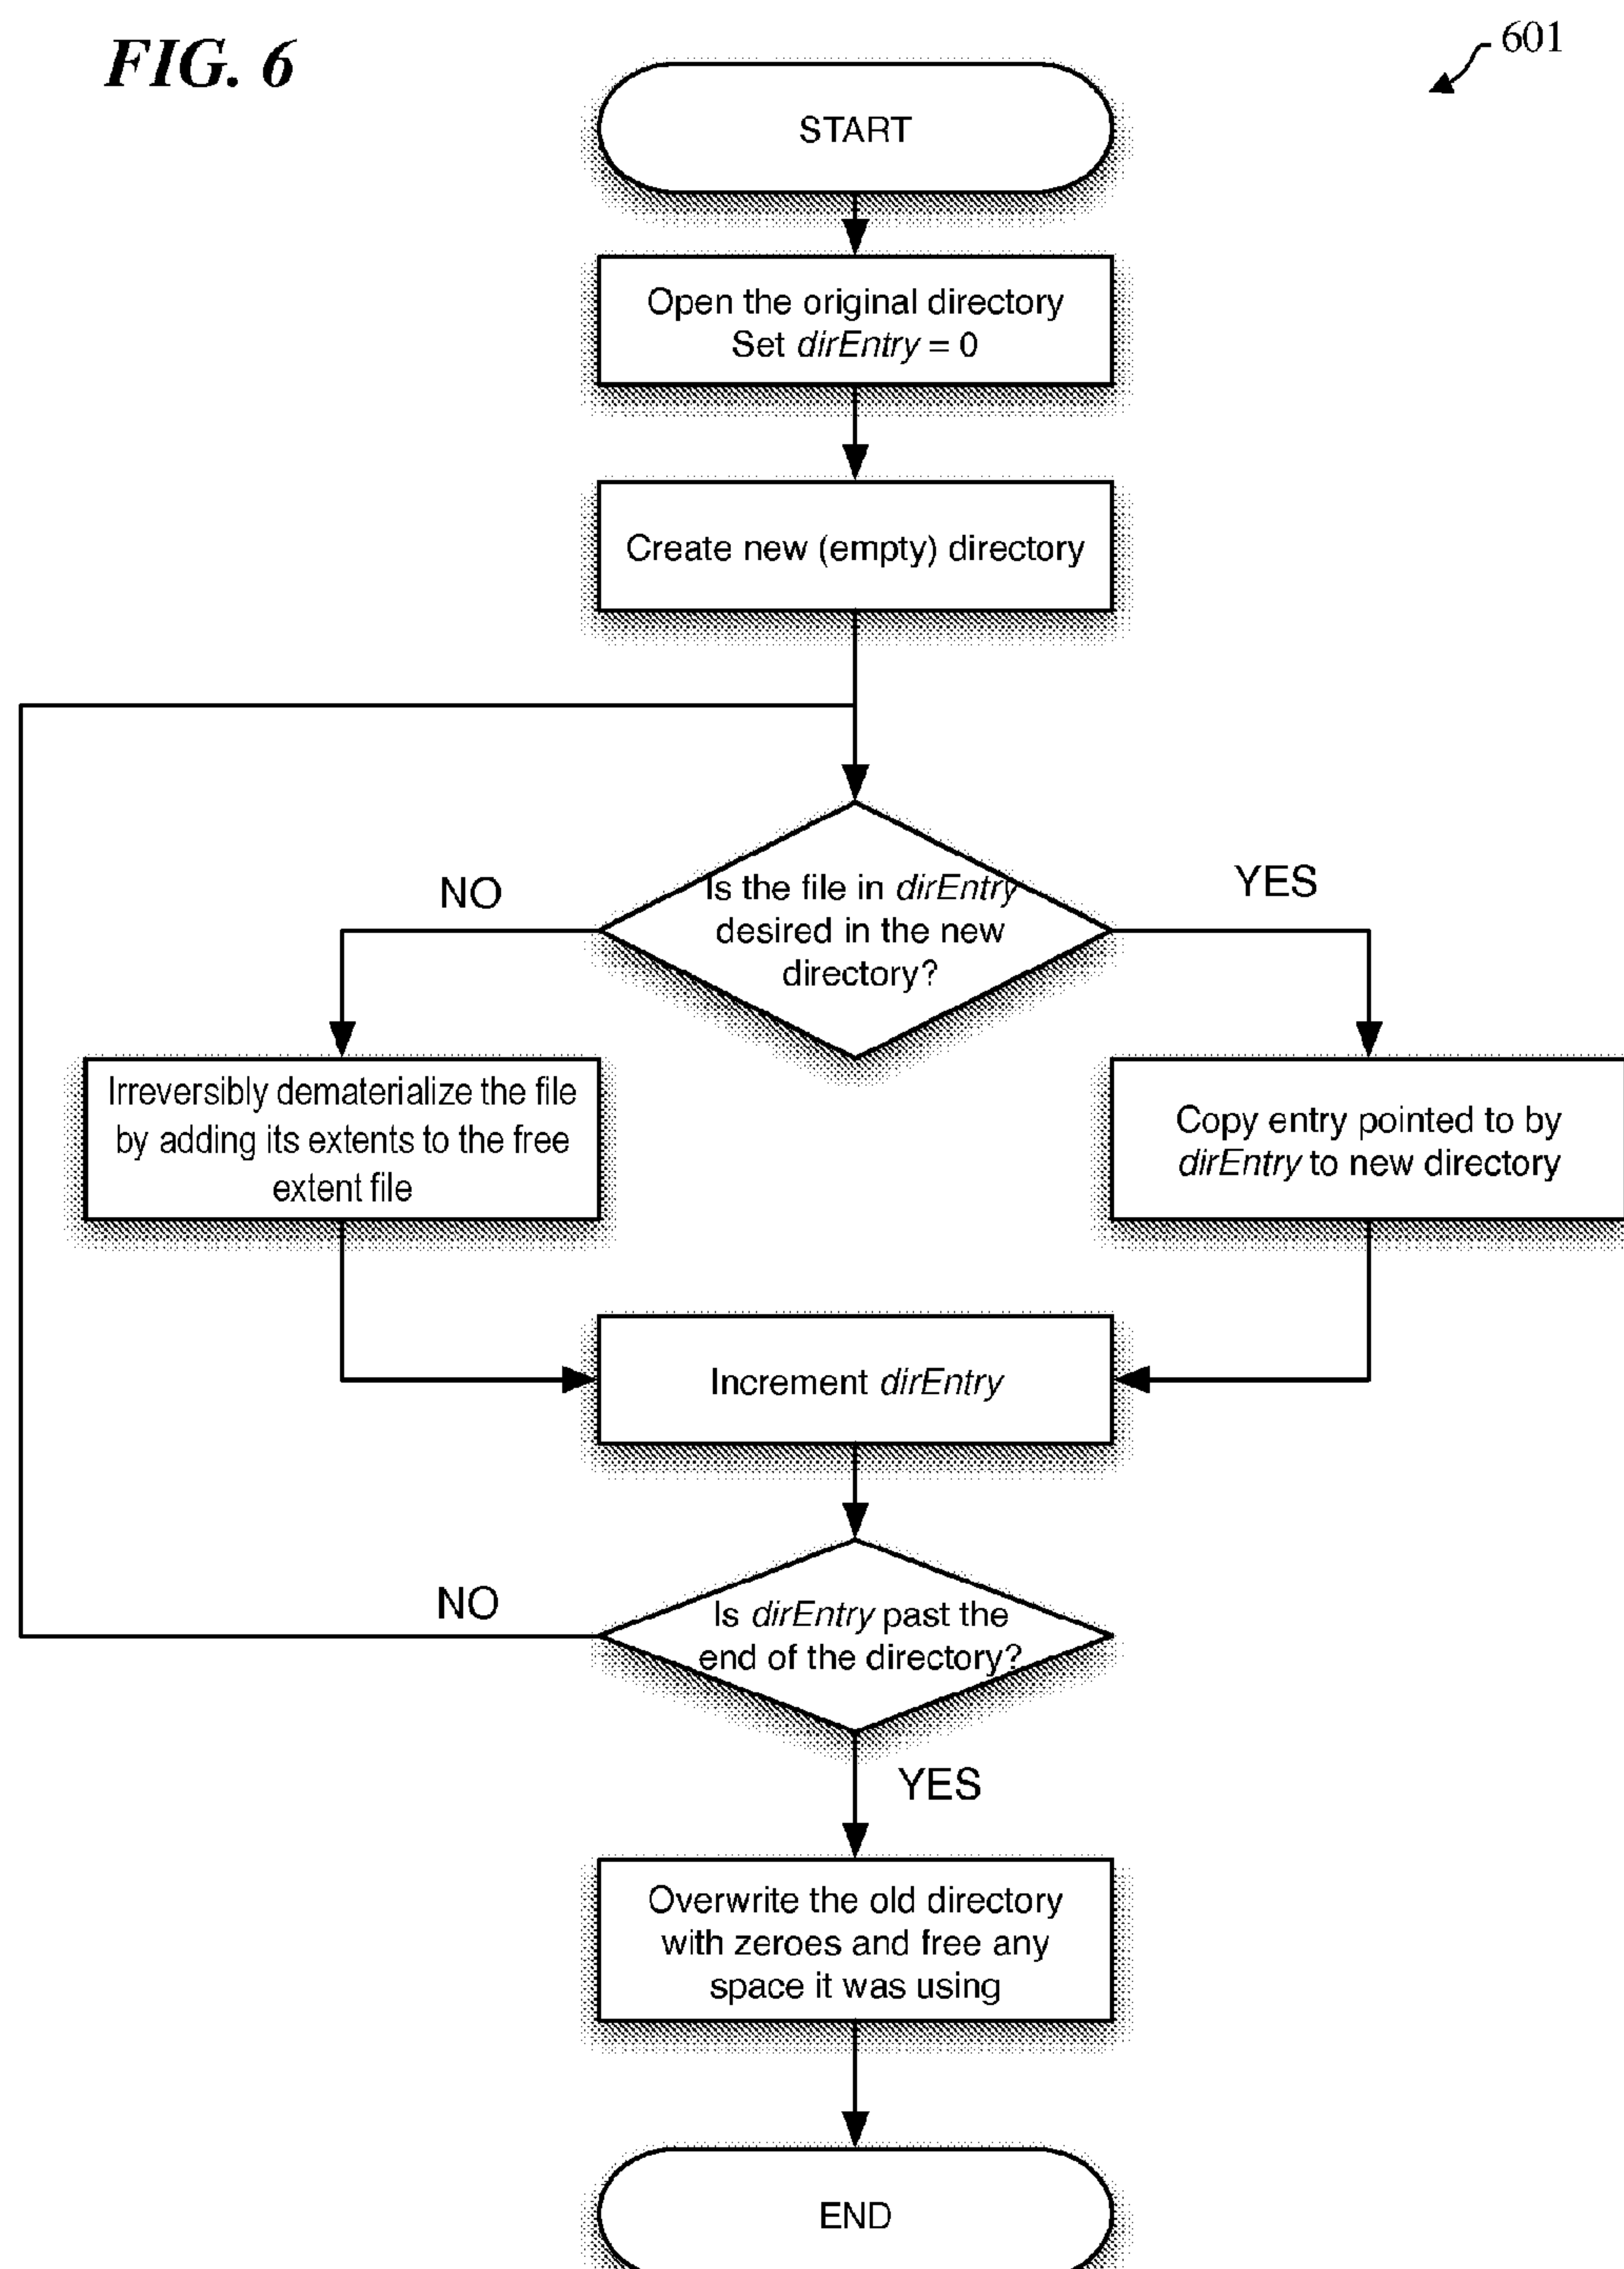 FIG. 6
601
START
Open the original directory
Set dirEntry = 0
Create new (empty) directory
Is the file in dirEntry
desired in the new
directory?
NO
YES
Irreversibly dematerialize the file
by adding its extents to the free
extent file
Copy entry pointed to by
dirEntry to new directory
Increment dirEntry
Is dirEntry past the
end of the directory?
NO
YES
Overwrite the old directory
with zeroes and free any
space it was using
END